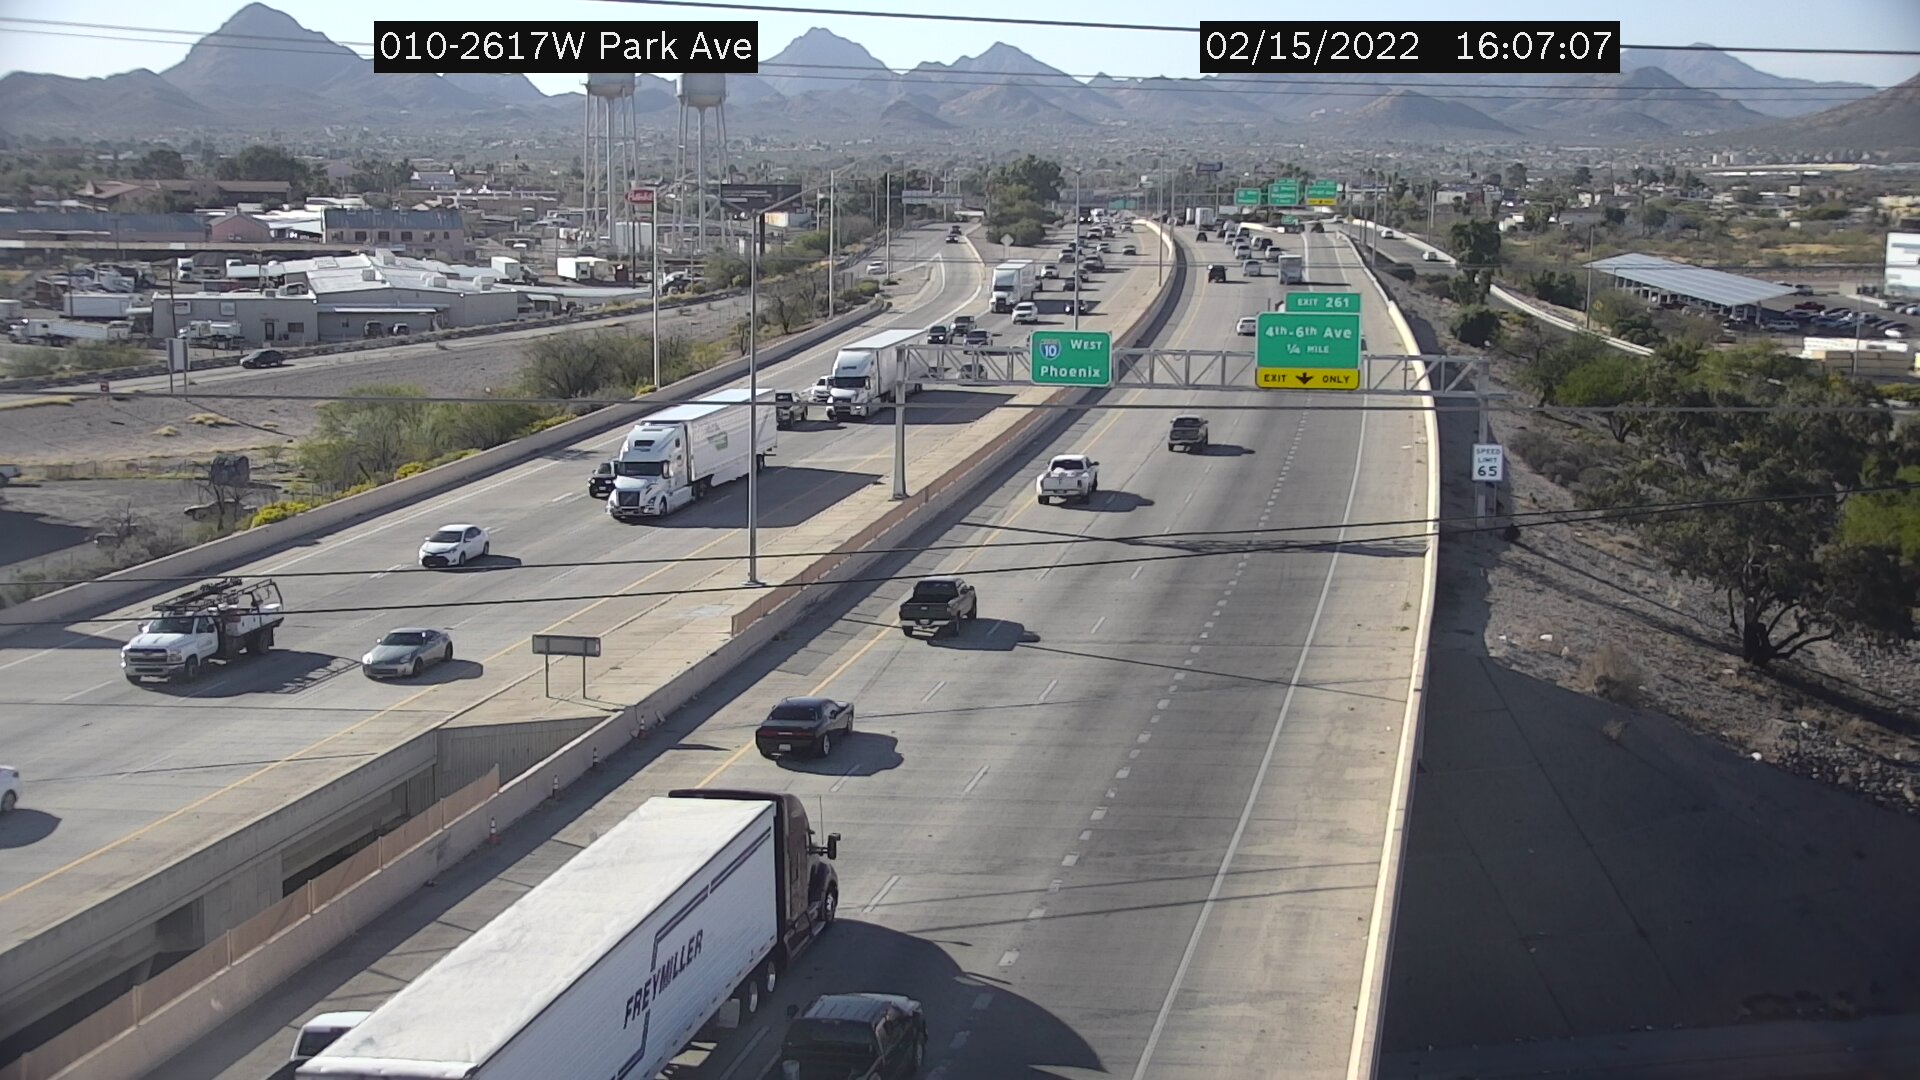 010-2617W Park Ave
02/15/2022 16:07:07
EXIT 261
4th-6th Ave
1/4 MILE
EXIT ONLY
10 WEST
Phoenix
SPEED
LIMIT
65
FREYMILLER